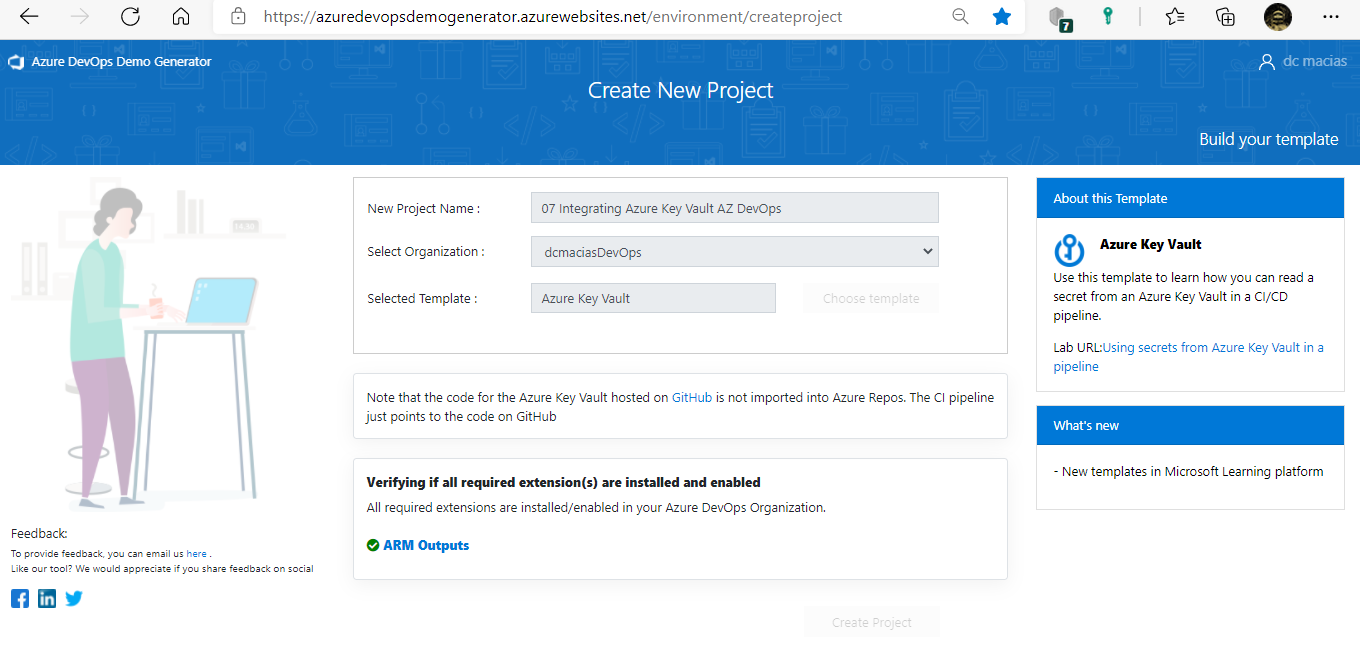 https://azuredevopsdemogenerator.azurewebsites.net/environment/createproject
7
Azure DevOps Demo Generator
dc macias
Create New Project
Build your template
New Project Name :
07 Integrating Azure Key Vault AZ DevOps
Select Organization :
dcmaciasDevOps
Selected Template :
Azure Key Vault
Choose template
Note that the code for the Azure Key Vault hosted on GitHub is not imported into Azure Repos. The CI pipeline
just points to the code on GitHub
Verifying if all required extension(s) are installed and enabled
All required extensions are installed/enabled in your Azure DevOps Organization.
ARM Outputs
Create Project
About this Template
Azure Key Vault
Use this template to learn how you can read a
secret from an Azure Key Vault in a CI/CD
pipeline.
Lab URL:Using secrets from Azure Key Vault in a
pipeline
What's new
- New templates in Microsoft Learning platform
Feedback:
To provide feedback, you can email us here .
Like our tool? We would appreciate if you share feedback on social